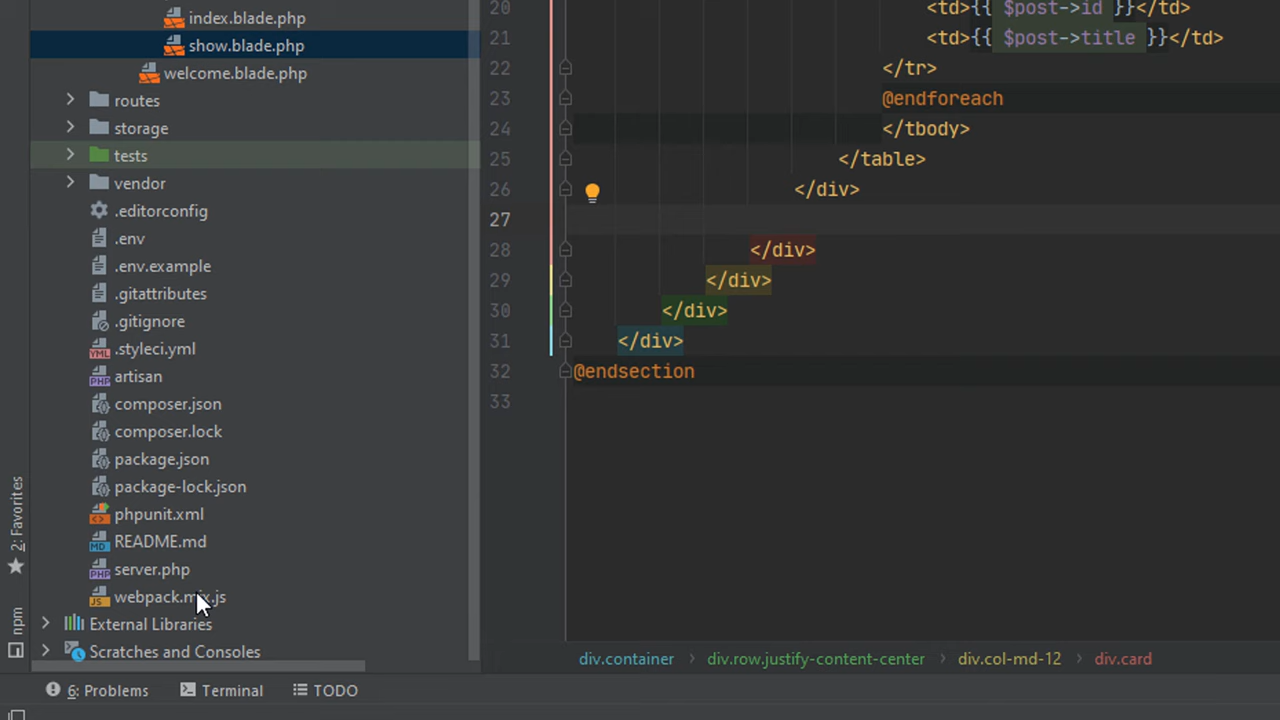 index.blade.php
show.blade.php
welcome.blade.php
routes
storage
tests
vendor
.editorconfig
.env
.env.example
.gitattributes
.gitignore
.styleci.yml
artisan
composer.json
composer.lock
package.json
package-lock.json
phpunit.xml
README.md
server.php
webpack.mix.js
External Libraries
Scratches and Consoles
2: Favorites
npm
20 <td>{{ $post->id }}</td>
21 <td>{{ $post->title }}</td>
22 </tr>
23 @endforeach
24 </tbody>
25 </table>
26 </div>
27
28 </div>
29 </div>
30 </div>
31 </div>
32 @endsection
33
div.container > div.row.justify-content-center > div.col-md-12 > div.card
6: Problems Terminal TODO